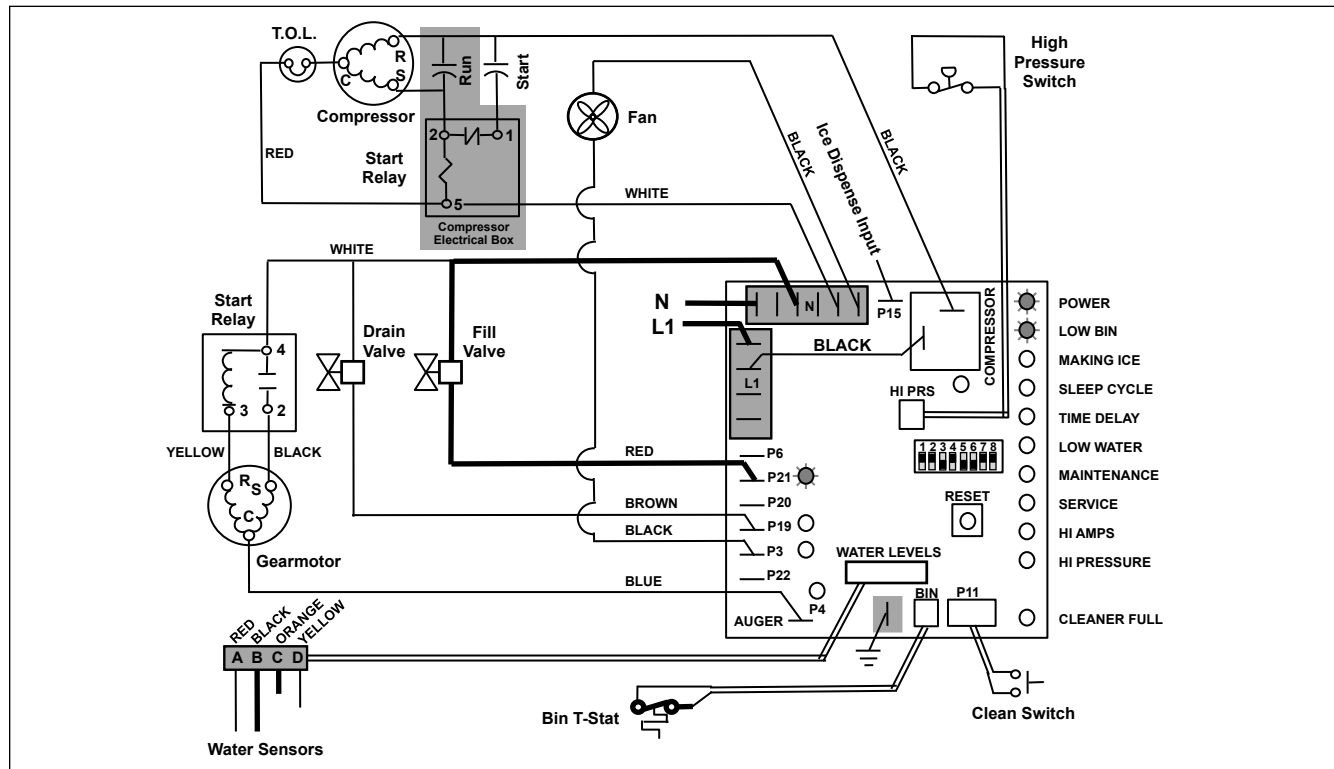 T.O.L.
High
Pressure
Switch
R
S
C
Run
Start
Compressor
Fan
2
1
Start
Relay
RED
BLACK
Ice Dispense Input
BLACK
5
WHITE
Compressor
Electrical Box
WHITE
N
N
P15
COMPRESSOR
POWER
L1
LOW BIN
Start
Relay
Drain
Valve
Fill
Valve
BLACK
MAKING ICE
4
L1
SLEEP CYCLE
HI PRS
3
2
TIME DELAY
YELLOW
BLACK
RED
P6
1 2 3 4 5 6 7 8
LOW WATER
P21
MAINTENANCE
R
S
BROWN
P20
RESET
SERVICE
C
BLACK
P19
HI AMPS
Gearmotor
P3
WATER LEVELS
HI PRESSURE
BLUE
P22
P4
BIN
P11
AUGER
CLEANER FULL
RED
BLACK
ORANGE
YELLOW
A B C D
Bin T-Stat
Clean Switch
Water Sensors